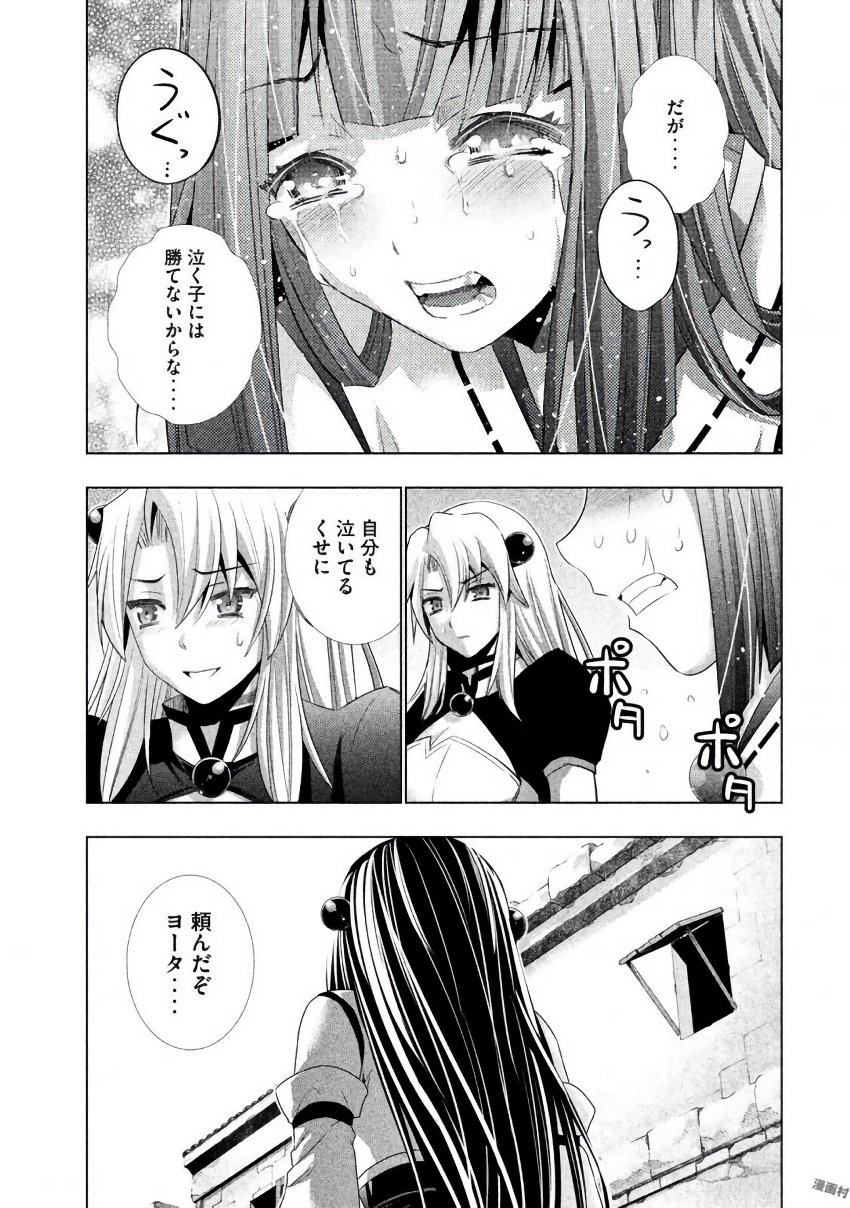 だが‥‥
うっ…
うぐっ…
泣く子には
勝てないからな‥‥
ポタ
ポタ
自分も
泣いてる
くせに
頼んだぞ
ヨータ‥‥
漫画村